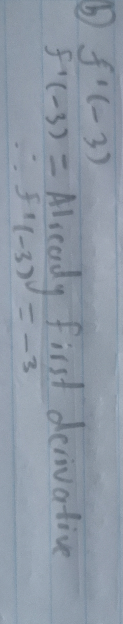 (b) f'(-3)
f'(-3) = Already first derivative
∴ f'(-3) = -3